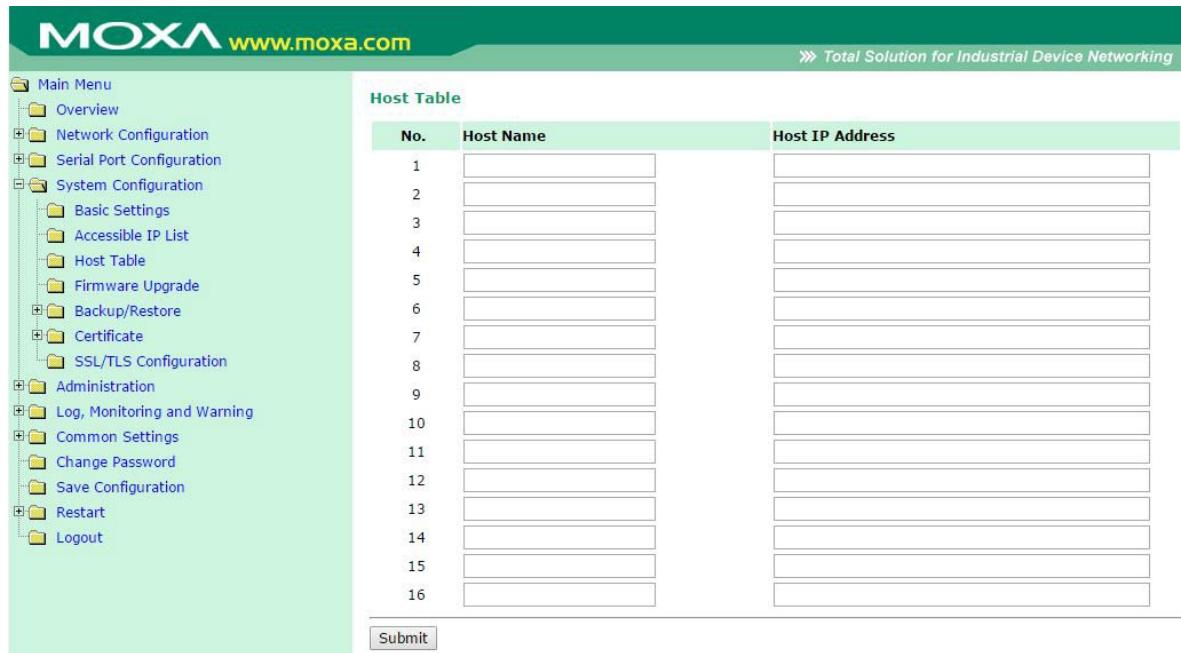 MOXA www.moxa.com
Total Solution for Industrial Device Networking
Main Menu
Overview
Network Configuration
Serial Port Configuration
System Configuration
Basic Settings
Accessible IP List
Host Table
Firmware Upgrade
Backup/Restore
Certificate
SSL/TLS Configuration
Administration
Log, Monitoring and Warning
Common Settings
Change Password
Save Configuration
Restart
Logout
Host Table
No. Host Name Host IP Address
1
2
3
4
5
6
7
8
9
10
11
12
13
14
15
16
Submit